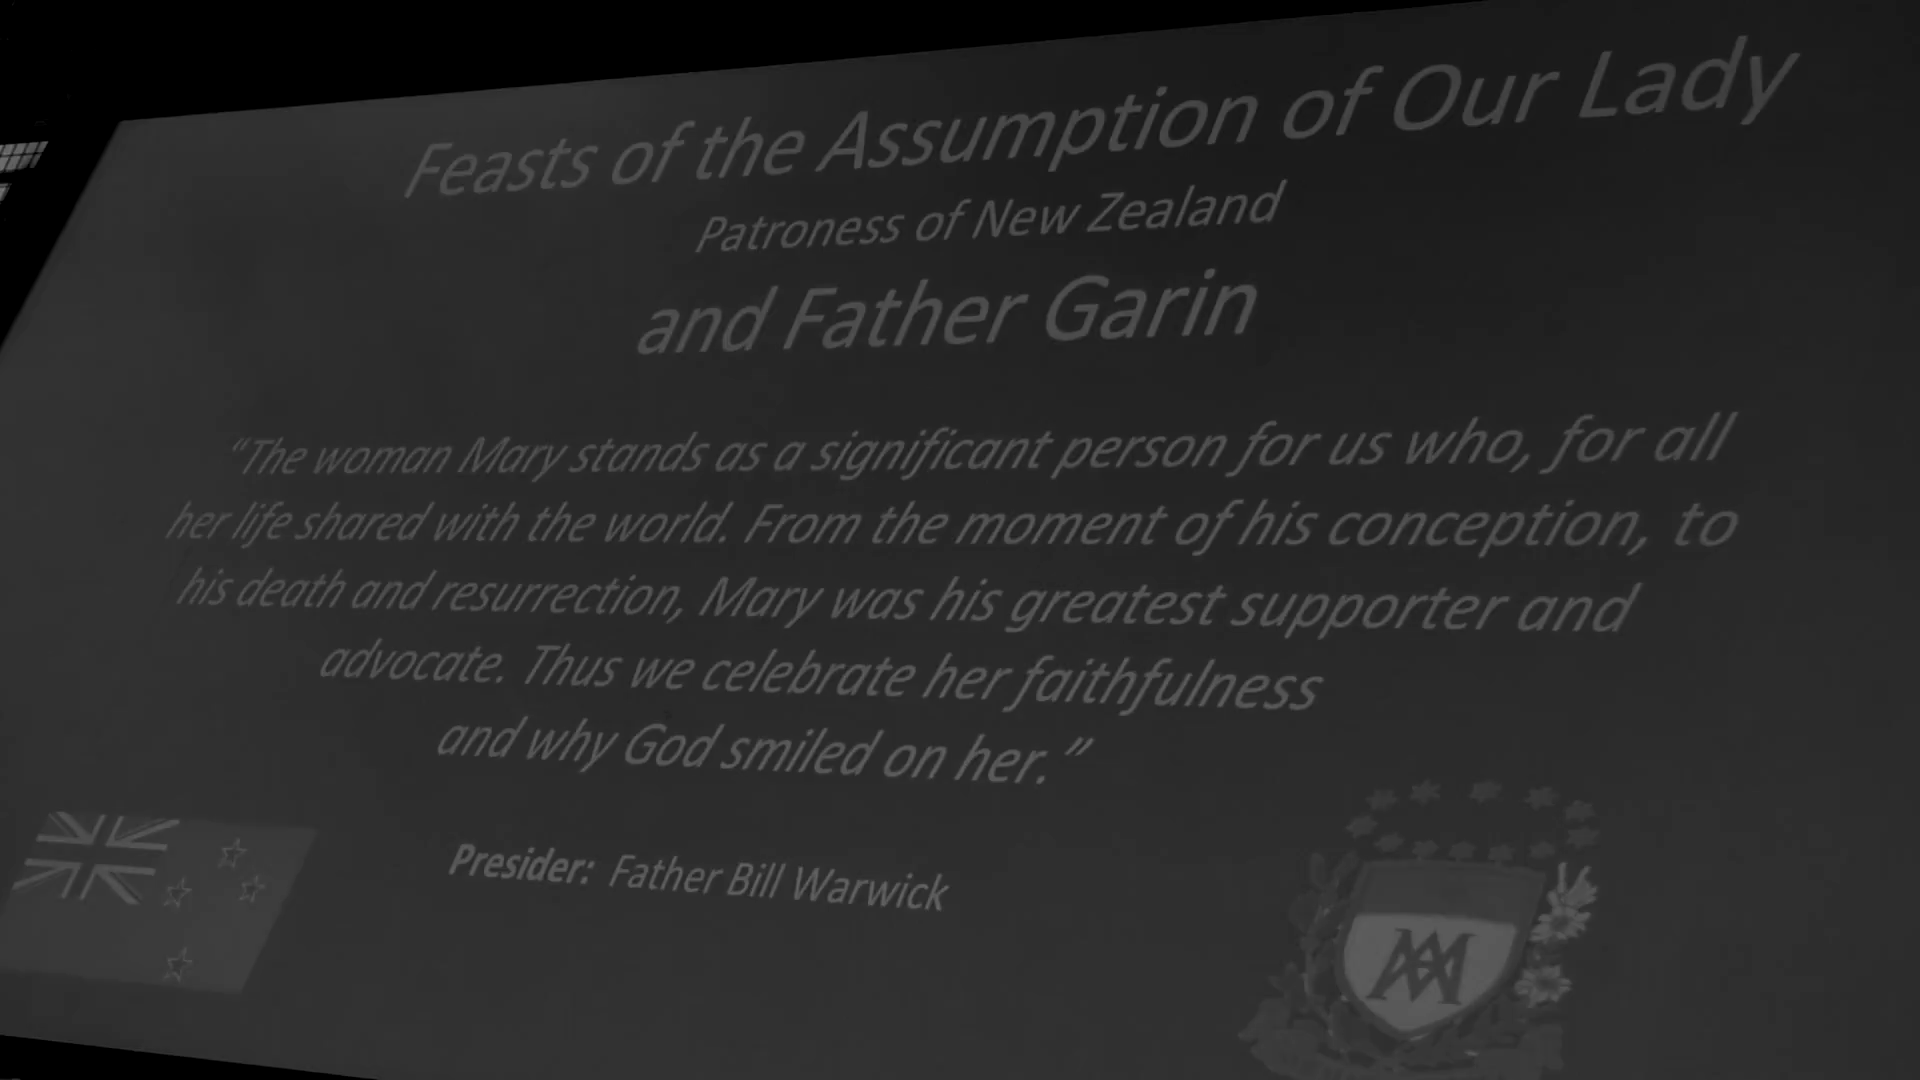 Feasts of the Assumption of Our Lady
Patroness of New Zealand
and Father Garin
“The woman Mary stands as a significant person for us who, for all
her life shared with the world. From the moment of his conception, to
his death and resurrection, Mary was his greatest supporter and
advocate. Thus we celebrate her faithfulness
and why God smiled on her.”
Presider: Father Bill Warwick